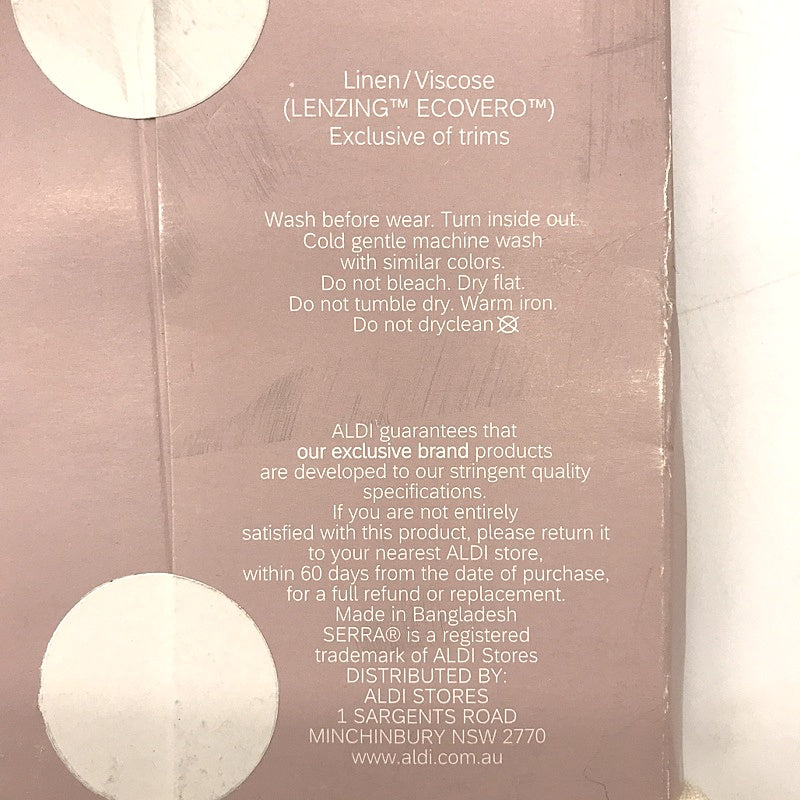 Linen/Viscose
(LENZING™ ECOVERO™)
Exclusive of trims
Wash before wear. Turn inside out.
Cold gentle machine wash
with similar colors.
Do not bleach. Dry flat.
Do not tumble dry. Warm iron.
Do not dryclean
ALDI guarantees that
our exclusive brand products
are developed to our stringent quality
specifications.
If you are not entirely
satisfied with this product, please return it
to your nearest ALDI store,
within 60 days from the date of purchase,
for a full refund or replacement.
Made in Bangladesh
SERRA® is a registered
trademark of ALDI Stores
DISTRIBUTED BY:
ALDI STORES
1 SARGENTS ROAD
MINCHINBURY NSW 2770
www.aldi.com.au